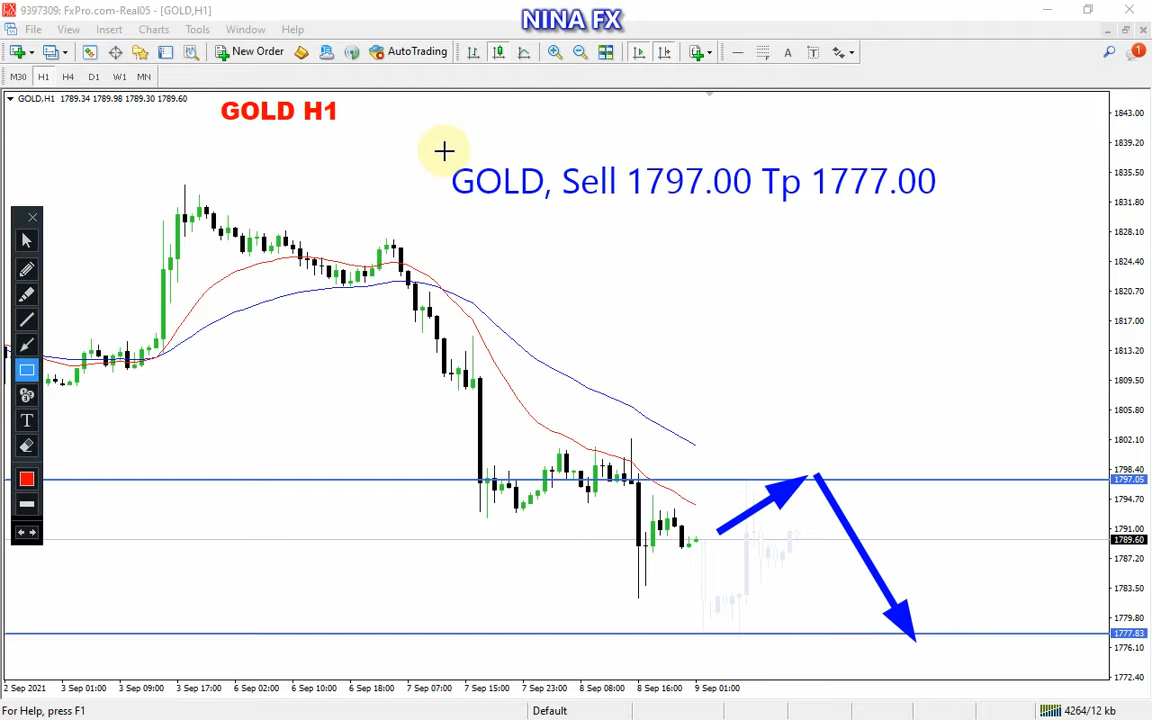 9397309: FxPro.com-Real05 - [GOLD,H1]
NINA FX
File View Insert Charts Tools Window Help
New Order AutoTrading A T 1
M30 H1 H4 D1 W1 MN
GOLD,H1 1789.34 1789.98 1789.30 1789.60
GOLD H1
GOLD, Sell 1797.00 Tp 1777.00
1843.00
1839.20
1835.50
1831.80
1828.10
1824.40
1820.70
1817.00
1813.20
1809.50
1805.80
1802.10
1798.40
1797.05
1794.70
1791.00
1789.60
1787.20
1783.50
1779.80
1777.83
1776.10
1772.40
T
2 Sep 2021 3 Sep 01:00 3 Sep 09:00 3 Sep 17:00 6 Sep 02:00 6 Sep 10:00 6 Sep 18:00 7 Sep 07:00 7 Sep 15:00 7 Sep 23:00 8 Sep 08:00 8 Sep 16:00 9 Sep 01:00
For Help, press F1 Default 4264/12 kb